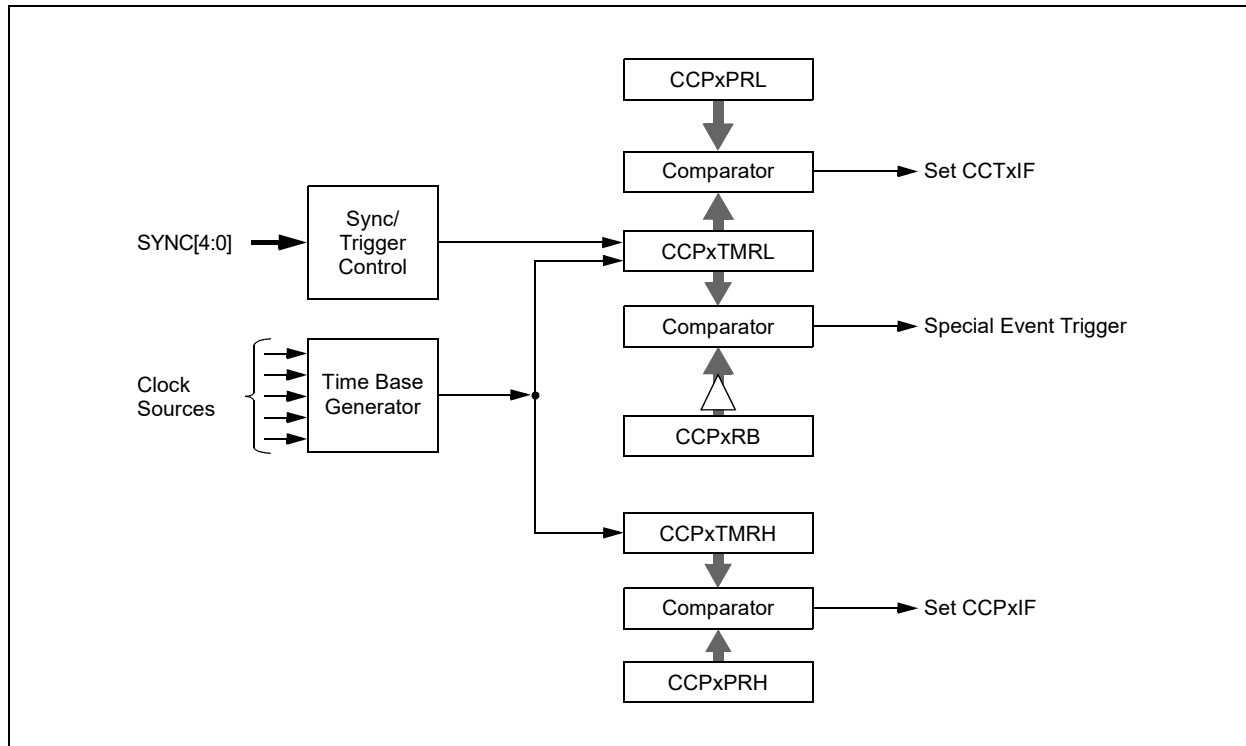 CCPxPRL
Comparator
Set CCTxIF
Sync/
Trigger
Control
SYNC[4:0]
CCPxTMRL
Comparator
Special Event Trigger
Clock
Sources
Time Base
Generator
CCPxRB
CCPxTMRH
Comparator
Set CCPxIF
CCPxPRH